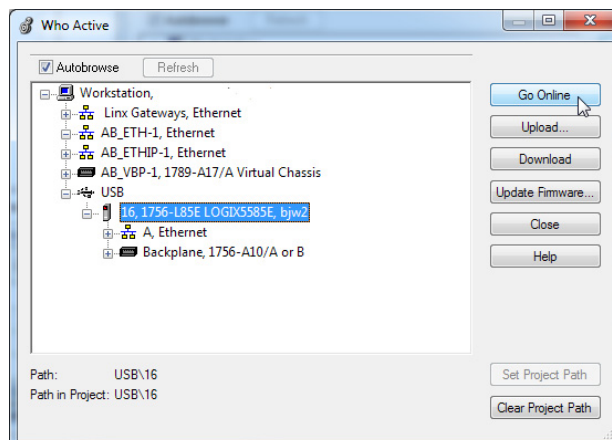 Who Active
Autobrowse
Refresh
Workstation,
Linx Gateways, Ethernet
AB_ETH-1, Ethernet
AB_ETHIP-1, Ethernet
AB_VBP-1, 1789-A17/A Virtual Chassis
USB
16, 1756-L85E LOGIX5585E, bjw2
A, Ethernet
Backplane, 1756-A10/A or B
Go Online
Upload...
Download
Update Firmware...
Close
Help
Path: USB\16
Path in Project: USB\16
Set Project Path
Clear Project Path